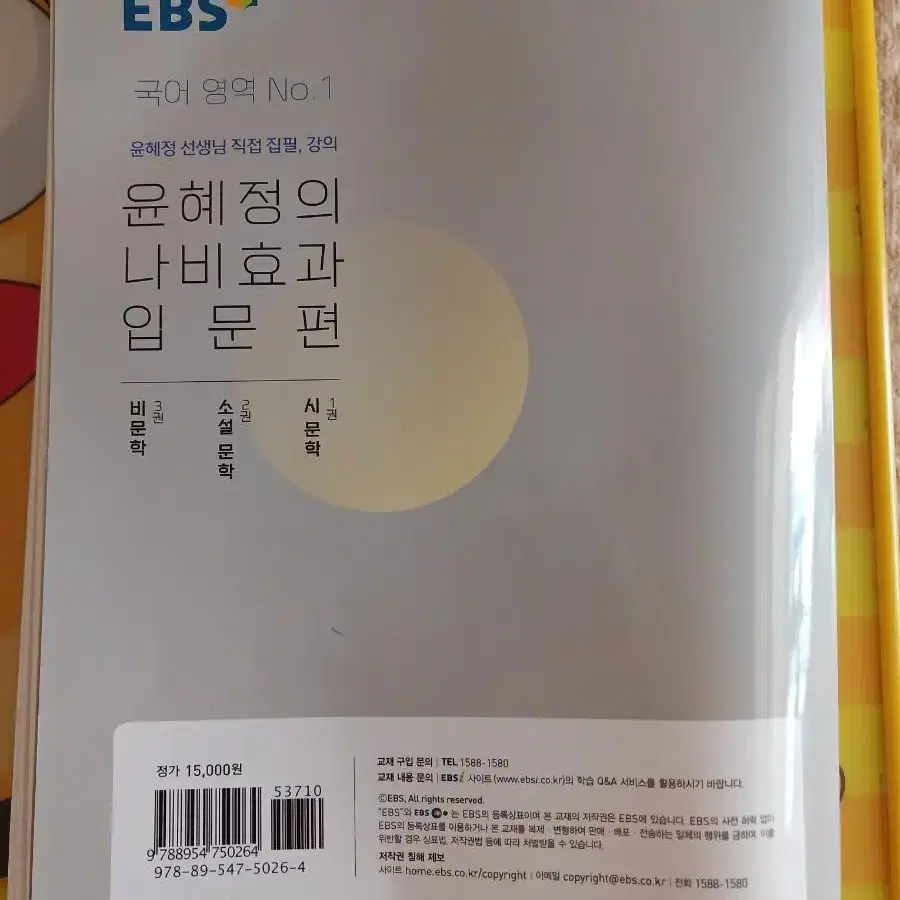 EBS
국어 영역 No.1
윤혜정 선생님 직접 집필, 강의
윤혜정의
나비효과
입문편
1권 시 문학
2권 소설 문학
3권 비문학
정가 15,000원
53710
9 788954 750264
978-89-547-5026-4
교재 구입 문의 | TEL 1588-1580
교재 내용 문의 | EBSi 사이트(www.ebsi.co.kr)의 학습 Q&A 서비스를 활용하시기 바랍니다.
ⓒEBS, All rights reserved.
"EBS"와 EBS 는 EBS의 등록상표이며 본 교재의 저작권은 EBS에 있습니다. EBS의 사전 허락 없이
EBS의 등록상표를 이용하거나 본 교재를 복제 · 변형하여 판매 · 배포 · 전송하는 일체의 행위를 금하며, 이를
위반할 경우 상표법, 저작권법 등에 따라 처벌받을 수 있습니다.
저작권 침해 제보
사이트 home.ebs.co.kr/copyright | 이메일 copyright@ebs.co.kr | 전화 1588-1580